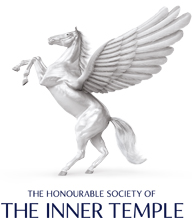 THE HONOURABLE SOCIETY OF
THE INNER TEMPLE